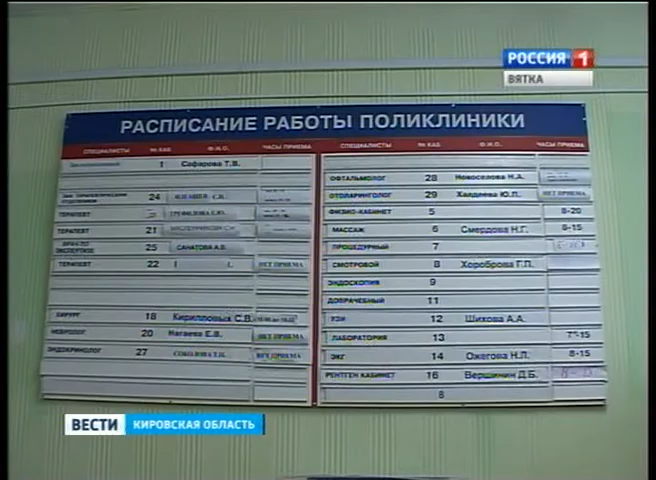 РОССИЯ 1
ВЯТКА
РАСПИСАНИЕ РАБОТЫ ПОЛИКЛИНИКИ
СПЕЦИАЛИСТЫ № КАБ Ф.И.О. ЧАСЫ ПРИЕМА
1 Сафирова Т.В.
24
ТЕРАПЕВТ
ТЕРАПЕВТ 21
25 САНАТОВА А.В.
ТЕРАПЕВТ 22 НЕТ ПРИЕМА
ХИРУРГ 18 Кирилловых С.В.
НЕВРОЛОГ 20 Нагаева Е.В. НЕТ ПРИЕМА
ЭНДОКРИНОЛОГ 27 НЕТ ПРИЕМА
СПЕЦИАЛИСТЫ № КАБ Ф.И.О. ЧАСЫ ПРИЕМА
ОФТАЛЬМОЛОГ 28 Новоселова Н.А.
ОТОЛАРИНГОЛОГ 29 Халдеева Ю.Л. НЕТ ПРИЕМА
ФИЗИО-КАБИНЕТ 5 8-20
МАССАЖ 6 Смердова Н.Г. 8-15
ПРОЦЕДУРНЫЙ 7
СМОТРОВОЙ 8 Хороброва Г.П.
ЭНДОСКОПИЯ 9
ДОВРАЧЕБНЫЙ 11
УЗИ 12 Шихова А.А.
ЛАБОРАТОРИЯ 13
ЭКГ 14 Ожегова Н.Л. 8-15
РЕНТГЕН КАБИНЕТ 16 Вершинин Д.Б.
8
ВЕСТИ КИРОВСКАЯ ОБЛАСТЬ